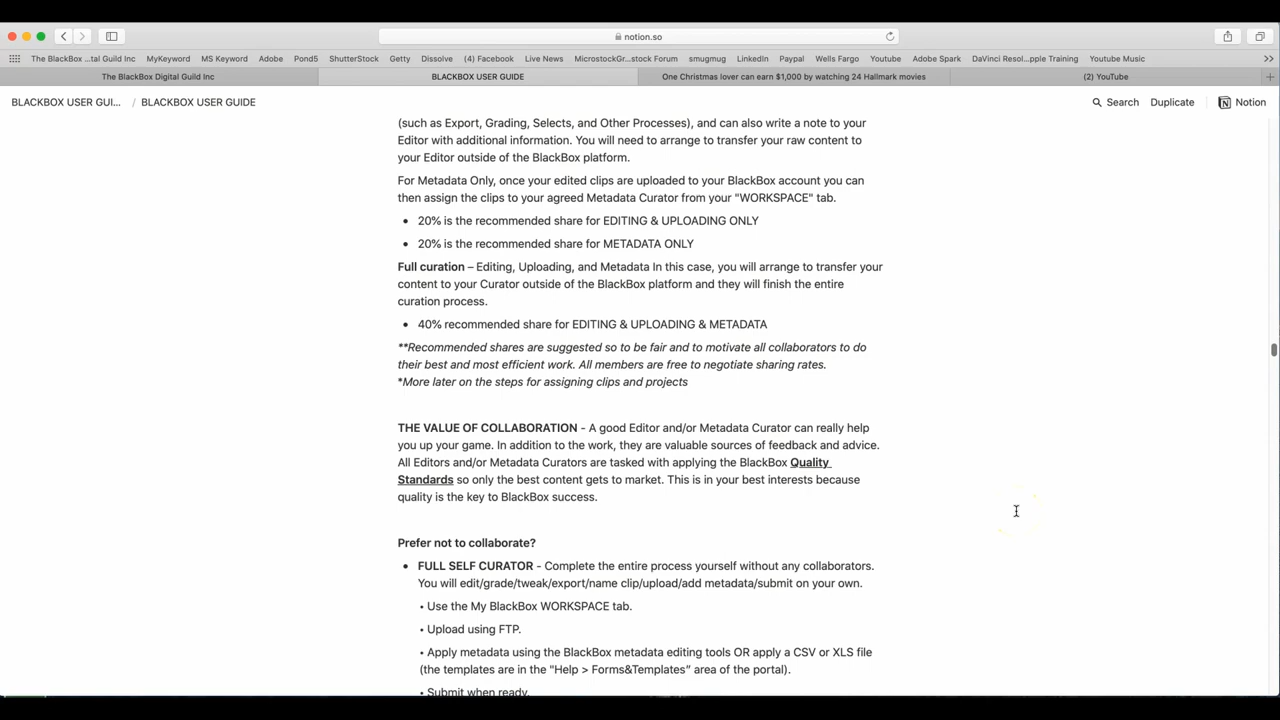 notion.so
The BlackBox ...tal Guild Inc MyKeyword MS Keyword Adobe Pond5 ShutterStock Getty Dissolve (4) Facebook Live News MicrostockGr...stock Forum smugmug LinkedIn Paypal Wells Fargo Youtube Adobe Spark DaVinci Resol...pple Training Youtube Music
The BlackBox Digital Guild Inc BLACKBOX USER GUIDE One Christmas lover can earn $1,000 by watching 24 Hallmark movies (2) YouTube
BLACKBOX USER GUI... / BLACKBOX USER GUIDE Search Duplicate Notion
(such as Export, Grading, Selects, and Other Processes), and can also write a note to your
Editor with additional information. You will need to arrange to transfer your raw content to
your Editor outside of the BlackBox platform.
For Metadata Only, once your edited clips are uploaded to your BlackBox account you can
then assign the clips to your agreed Metadata Curator from your "WORKSPACE" tab.
• 20% is the recommended share for EDITING & UPLOADING ONLY
• 20% is the recommended share for METADATA ONLY
Full curation – Editing, Uploading, and Metadata In this case, you will arrange to transfer your
content to your Curator outside of the BlackBox platform and they will finish the entire
curation process.
• 40% recommended share for EDITING & UPLOADING & METADATA
**Recommended shares are suggested so to be fair and to motivate all collaborators to do
their best and most efficient work. All members are free to negotiate sharing rates.
*More later on the steps for assigning clips and projects
THE VALUE OF COLLABORATION - A good Editor and/or Metadata Curator can really help
you up your game. In addition to the work, they are valuable sources of feedback and advice.
All Editors and/or Metadata Curators are tasked with applying the BlackBox Quality
Standards so only the best content gets to market. This is in your best interests because
quality is the key to BlackBox success.
Prefer not to collaborate?
• FULL SELF CURATOR - Complete the entire process yourself without any collaborators.
You will edit/grade/tweak/export/name clip/upload/add metadata/submit on your own.
• Use the My BlackBox WORKSPACE tab.
• Upload using FTP.
• Apply metadata using the BlackBox metadata editing tools OR apply a CSV or XLS file
(the templates are in the "Help > Forms&Templates” area of the portal).
• Submit when ready.